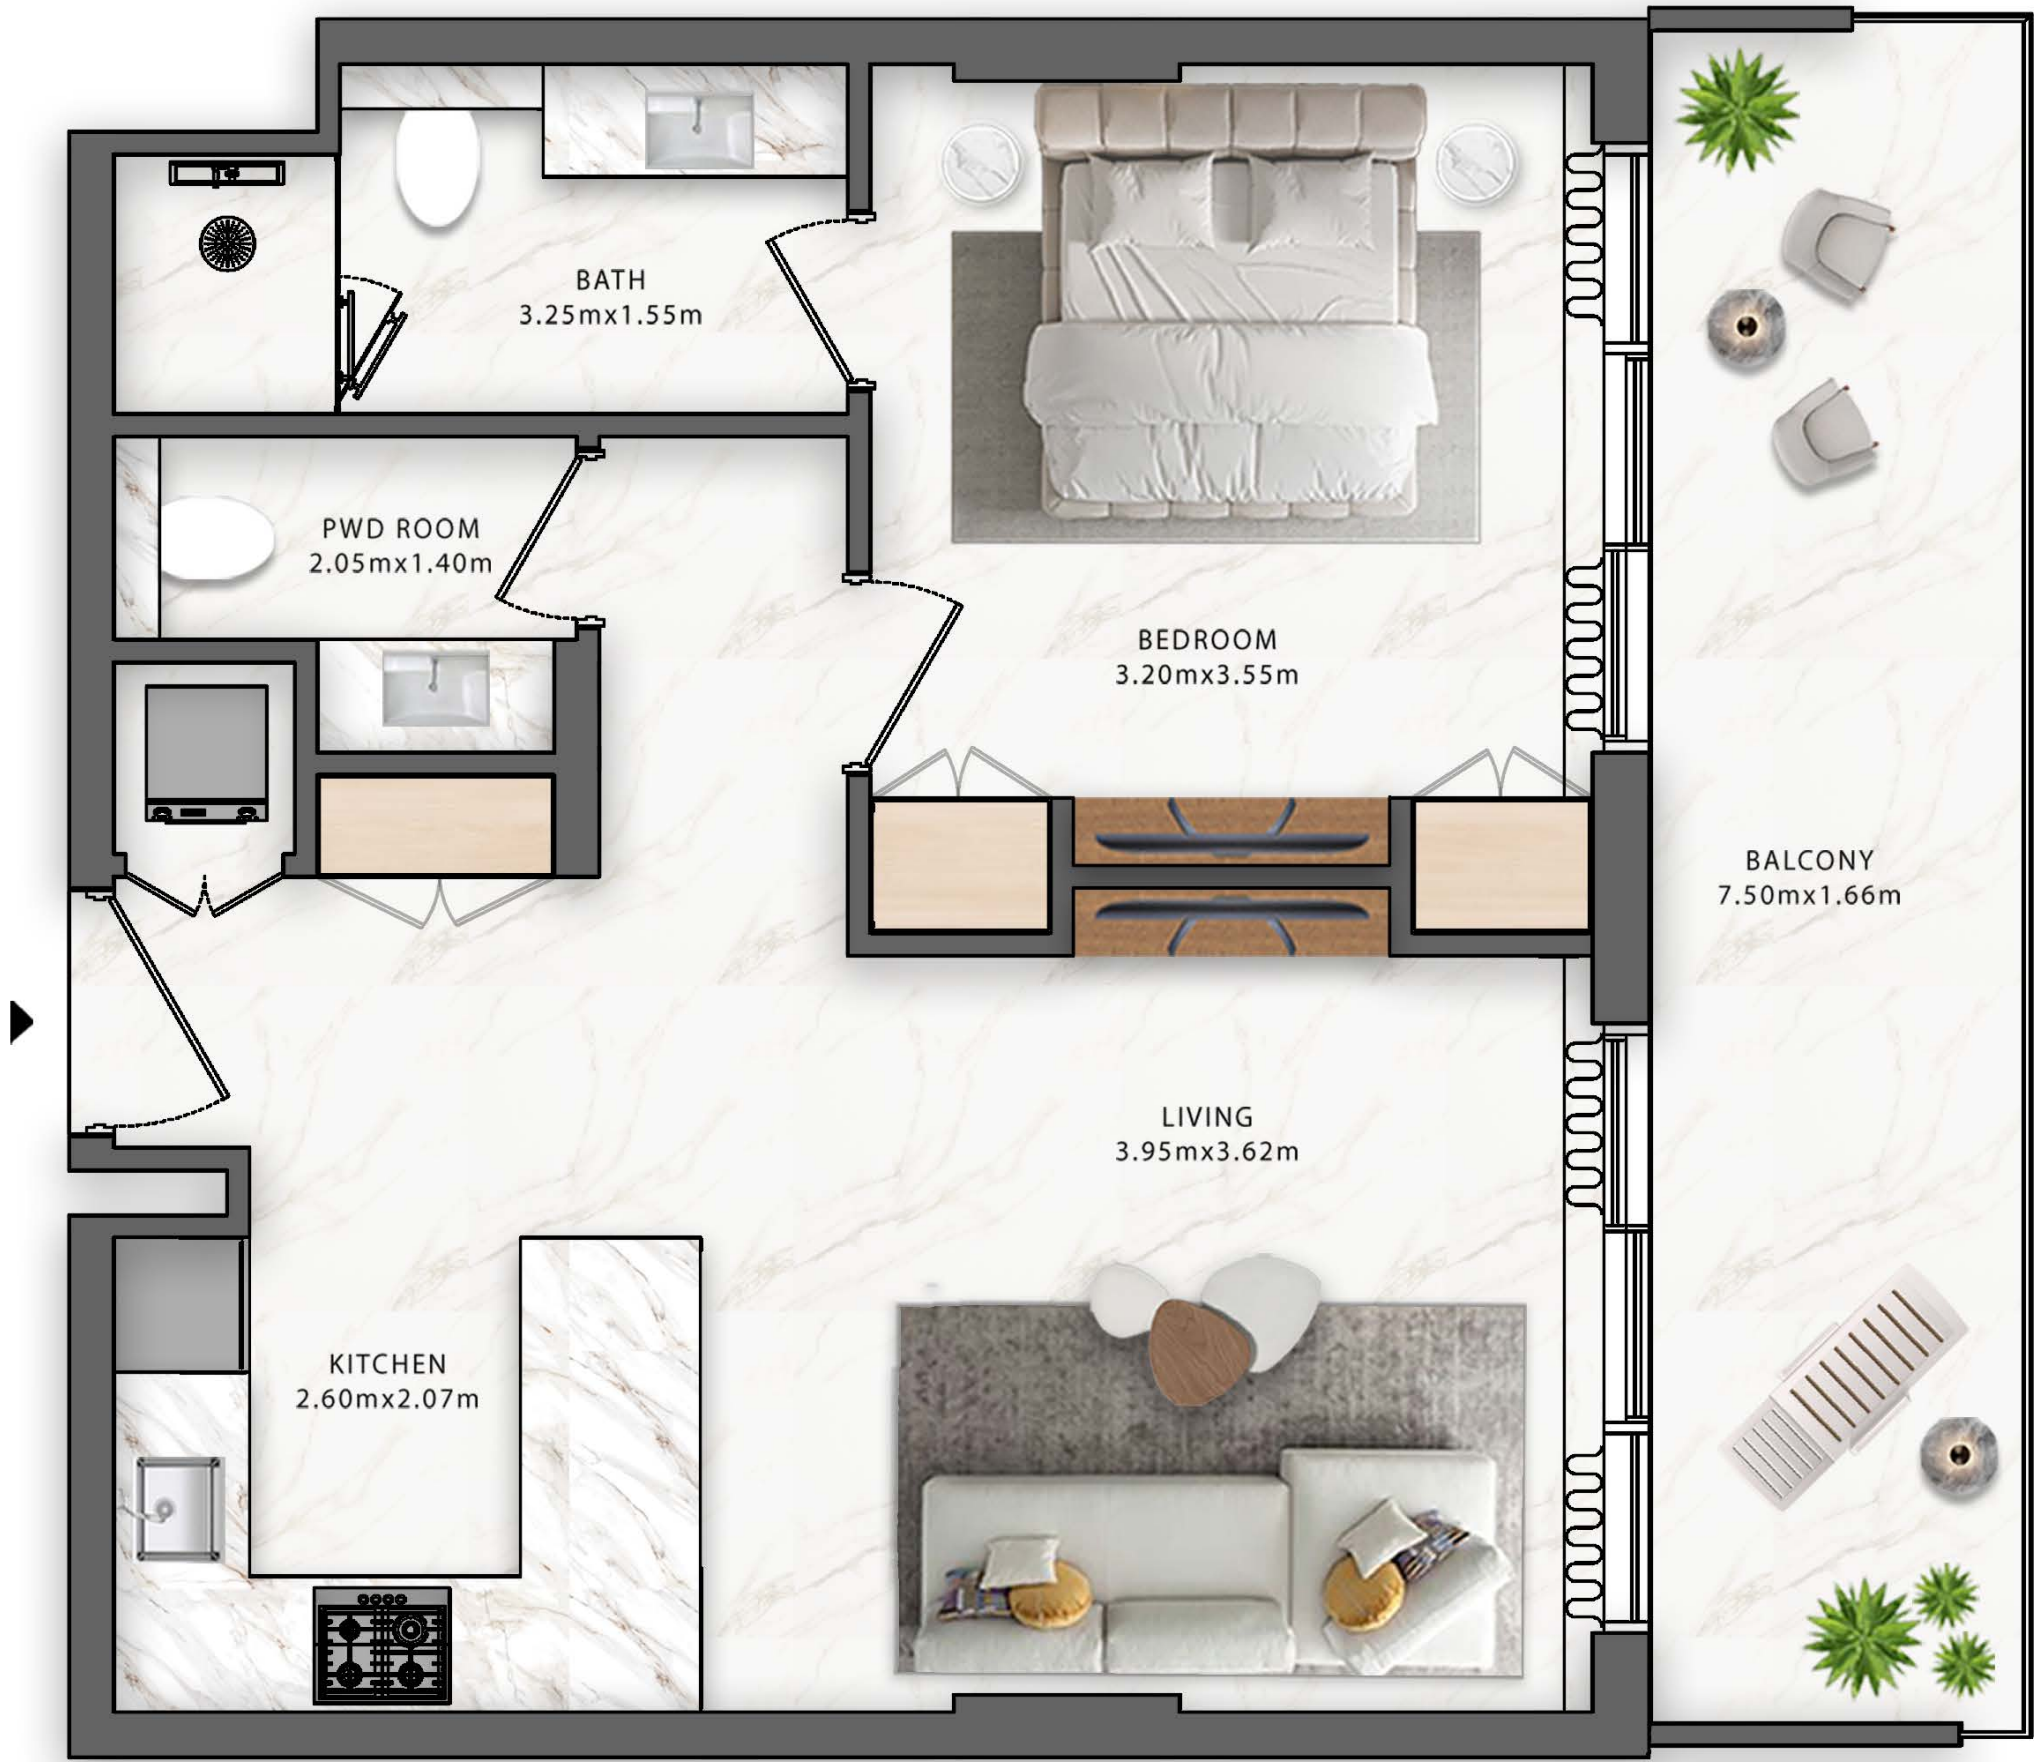 BATH
3.25mx1.55m
PWD ROOM
2.05mx1.40m
BEDROOM
3.20mx3.55m
BALCONY
7.50mx1.66m
LIVING
3.95mx3.62m
KITCHEN
2.60mx2.07m